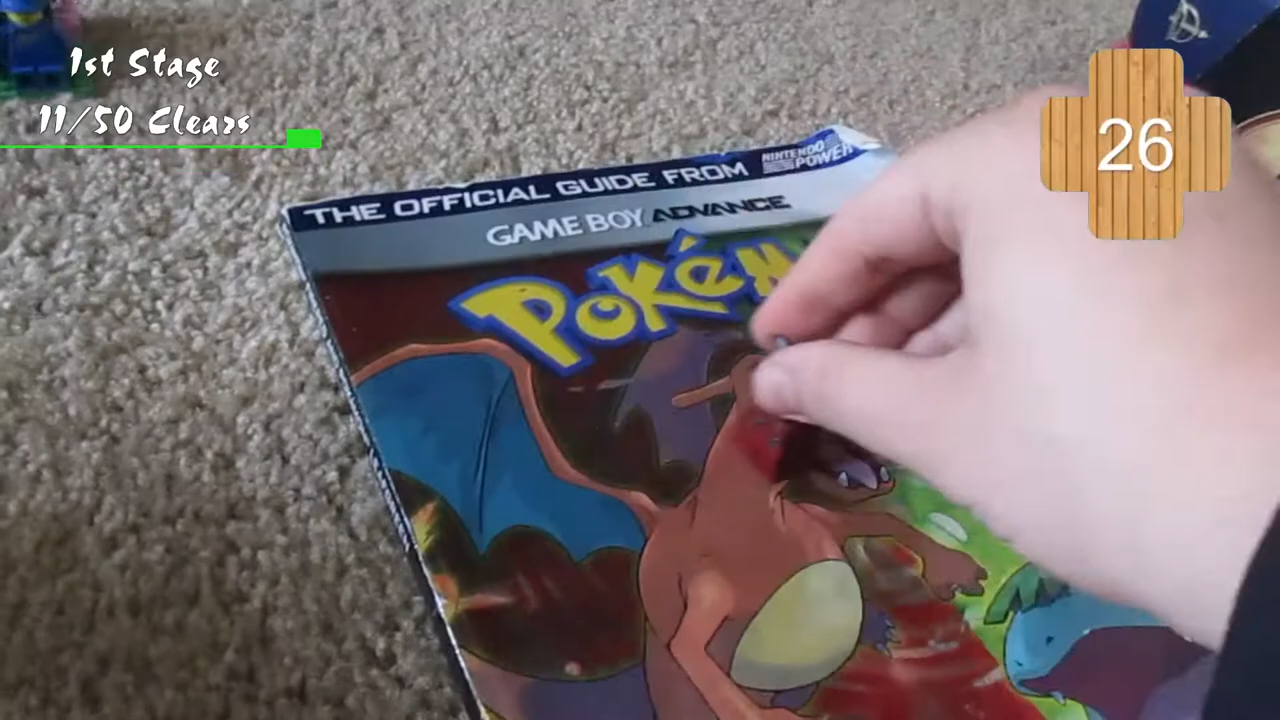 1st Stage
11/50 Clears
26
THE OFFICIAL GUIDE FROM NINTENDO POWER
GAME BOY ADVANCE